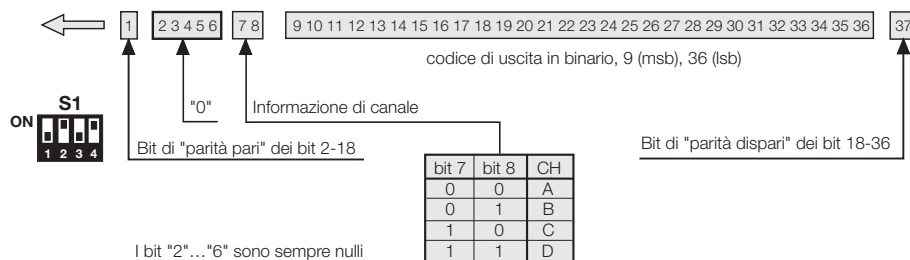 1 2 3 4 5 6 7 8 9 10 11 12 13 14 15 16 17 18 19 20 21 22 23 24 25 26 27 28 29 30 31 32 33 34 35 36 37
codice di uscita in binario, 9 (msb), 36 (lsb)
"0"
Informazione di canale
S1
ON
1 2 3 4
Bit di "parità pari" dei bit 2-18
Bit di "parità dispari" dei bit 18-36
bit 7 bit 8 CH
0 0 A
0 1 B
1 0 C
1 1 D
I bit "2"…"6" sono sempre nulli